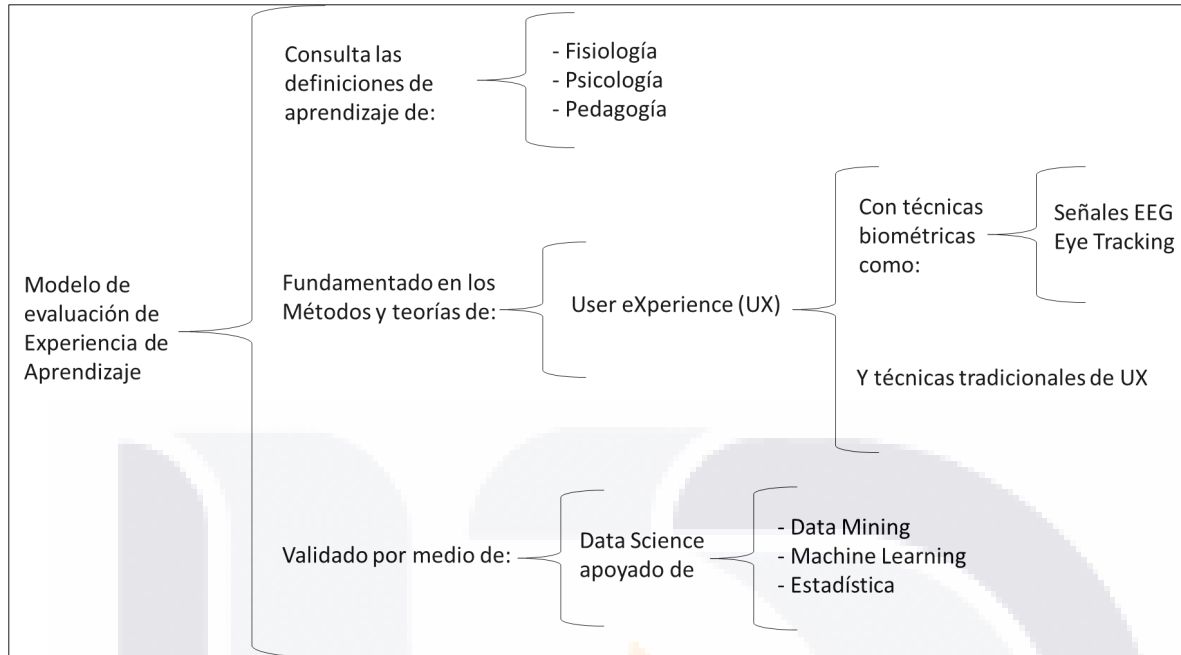 Modelo de
evaluación de
Experiencia de
Aprendizaje
Consulta las
definiciones de
aprendizaje de:
- Fisiología
- Psicología
- Pedagogía
Fundamentado en los
Métodos y teorías de:
User eXperience (UX)
Con técnicas
biométricas
como:
Señales EEG
Eye Tracking
Y técnicas tradicionales de UX
Validado por medio de:
Data Science
apoyado de
- Data Mining
- Machine Learning
- Estadística